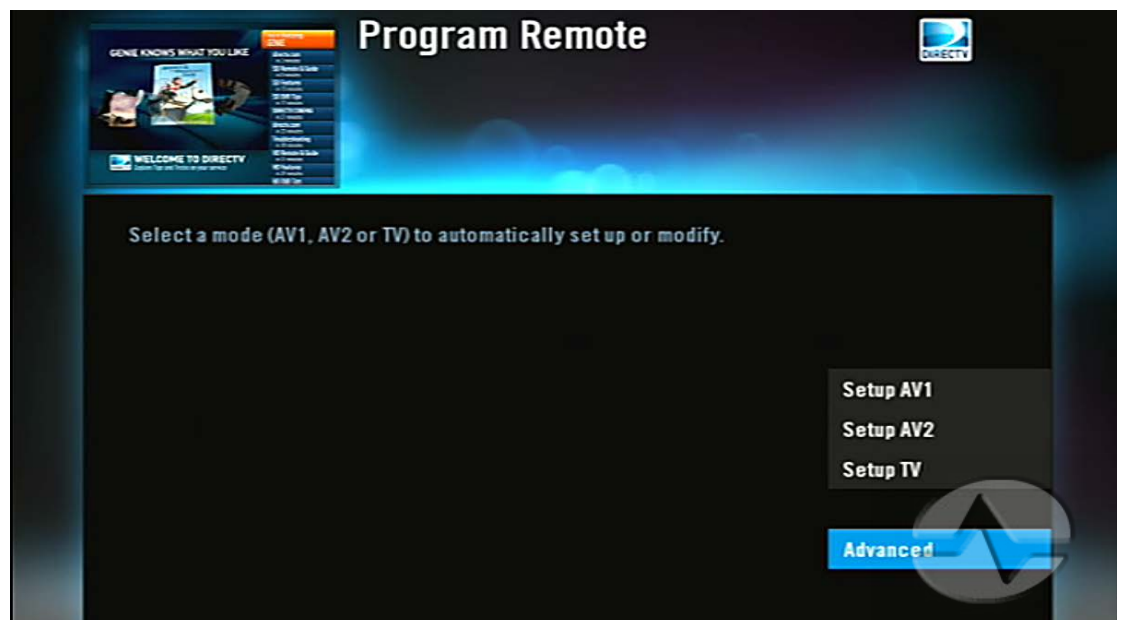 GENIE KNOWS WHAT YOU LIKE
GENIE
WELCOME TO DIRECTV
Program Remote
DIRECTV
Select a mode (AV1, AV2 or TV) to automatically set up or modify.
Setup AV1
Setup AV2
Setup TV
Advanced